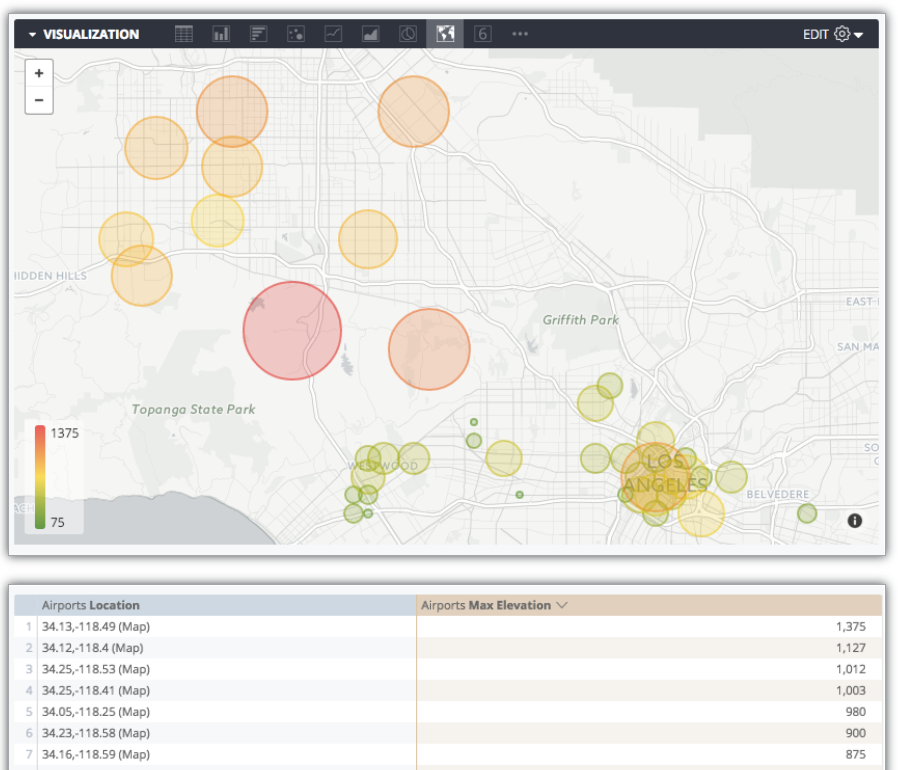 VISUALIZATION
6
EDIT
+
−
HIDDEN HILLS
Griffith Park
EAST-
SAN MA
Topanga State Park
1375
WESTWOOD
LOS
ANGELES
SO
BELVEDERE
75
Airports Location Airports Max Elevation
1 34.13,-118.49 (Map) 1,375
2 34.12,-118.4 (Map) 1,127
3 34.25,-118.53 (Map) 1,012
4 34.25,-118.41 (Map) 1,003
5 34.05,-118.25 (Map) 980
6 34.23,-118.58 (Map) 900
7 34.16,-118.59 (Map) 875